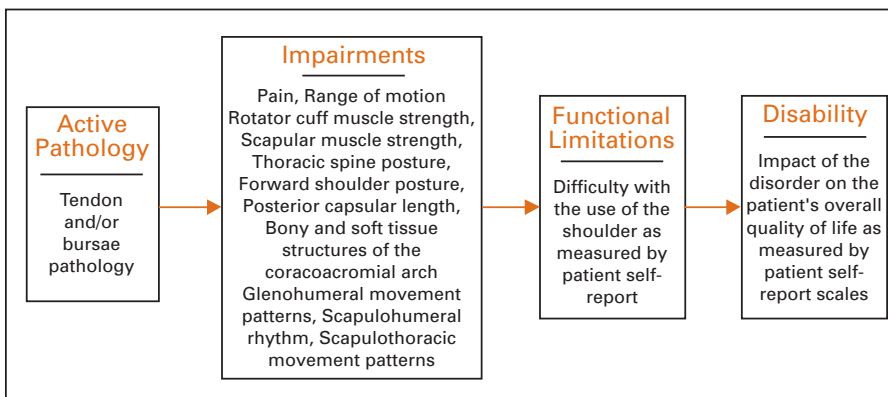 Active
Pathology
Tendon
and/or
bursae
pathology
Impairments
Pain, Range of motion
Rotator cuff muscle strength,
Scapular muscle strength,
Thoracic spine posture,
Forward shoulder posture,
Posterior capsular length,
Bony and soft tissue
structures of the
coracoacromial arch
Glenohumeral movement
patterns, Scapulohumeral
rhythm, Scapulothoracic
movement patterns
Functional
Limitations
Difficulty with
the use of the
shoulder as
measured by
patient self-
report
Disability
Impact of the
disorder on the
patient's overall
quality of life as
measured by
patient self-
report scales